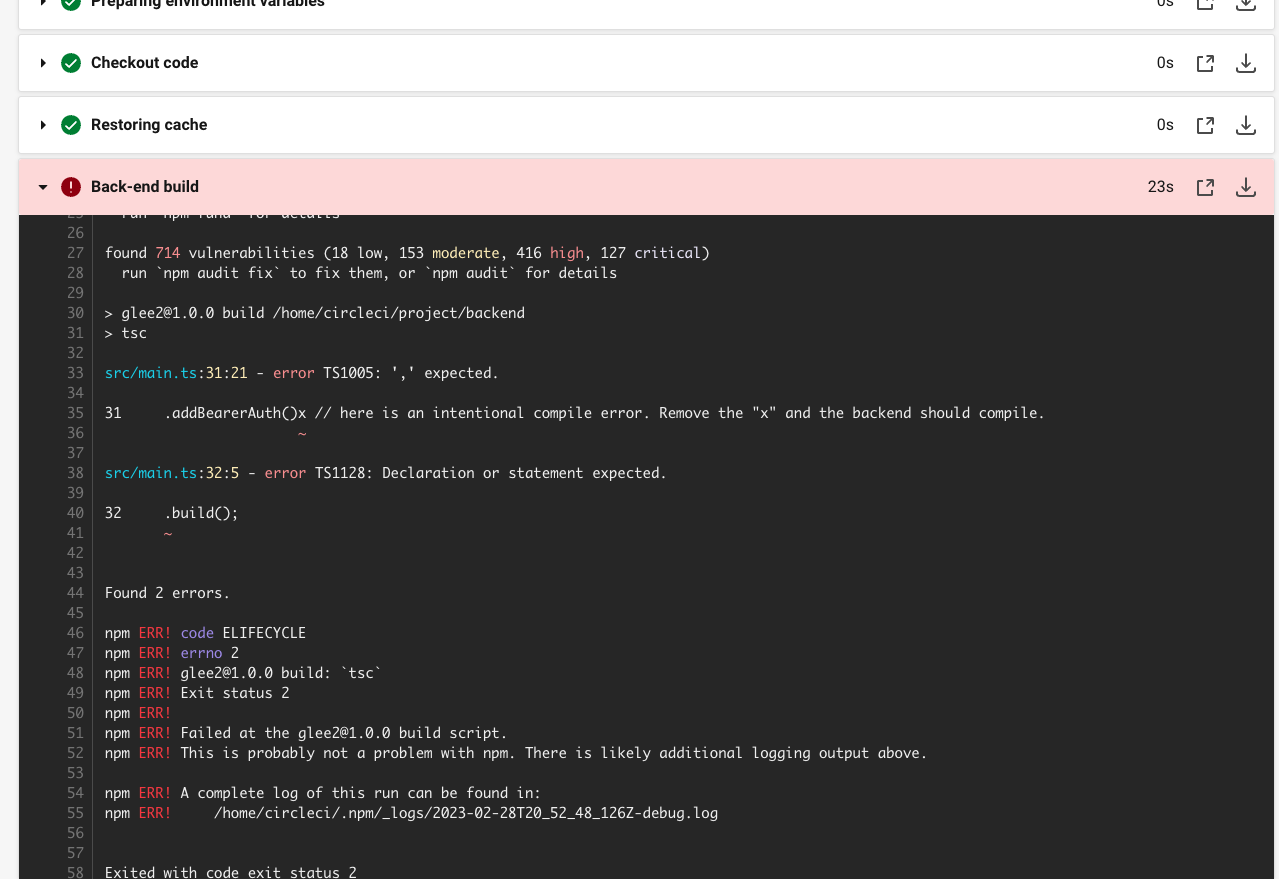 Preparing environment variables 0s
Checkout code 0s
Restoring cache 0s
Back-end build 23s
25 run `npm fund` for details
26
27 found 714 vulnerabilities (18 low, 153 moderate, 416 high, 127 critical)
28 run `npm audit fix` to fix them, or `npm audit` for details
29
30 > glee2@1.0.0 build /home/circleci/project/backend
31 > tsc
32
33 src/main.ts:31:21 - error TS1005: ',' expected.
34
35 31 .addBearerAuth()x // here is an intentional compile error. Remove the "x" and the backend should compile.
36 ~
37
38 src/main.ts:32:5 - error TS1128: Declaration or statement expected.
39
40 32 .build();
41 ~
42
43
44 Found 2 errors.
45
46 npm ERR! code ELIFECYCLE
47 npm ERR! errno 2
48 npm ERR! glee2@1.0.0 build: `tsc`
49 npm ERR! Exit status 2
50 npm ERR!
51 npm ERR! Failed at the glee2@1.0.0 build script.
52 npm ERR! This is probably not a problem with npm. There is likely additional logging output above.
53
54 npm ERR! A complete log of this run can be found in:
55 npm ERR! /home/circleci/.npm/_logs/2023-02-28T20_52_48_126Z-debug.log
56
57
58 Exited with code exit status 2